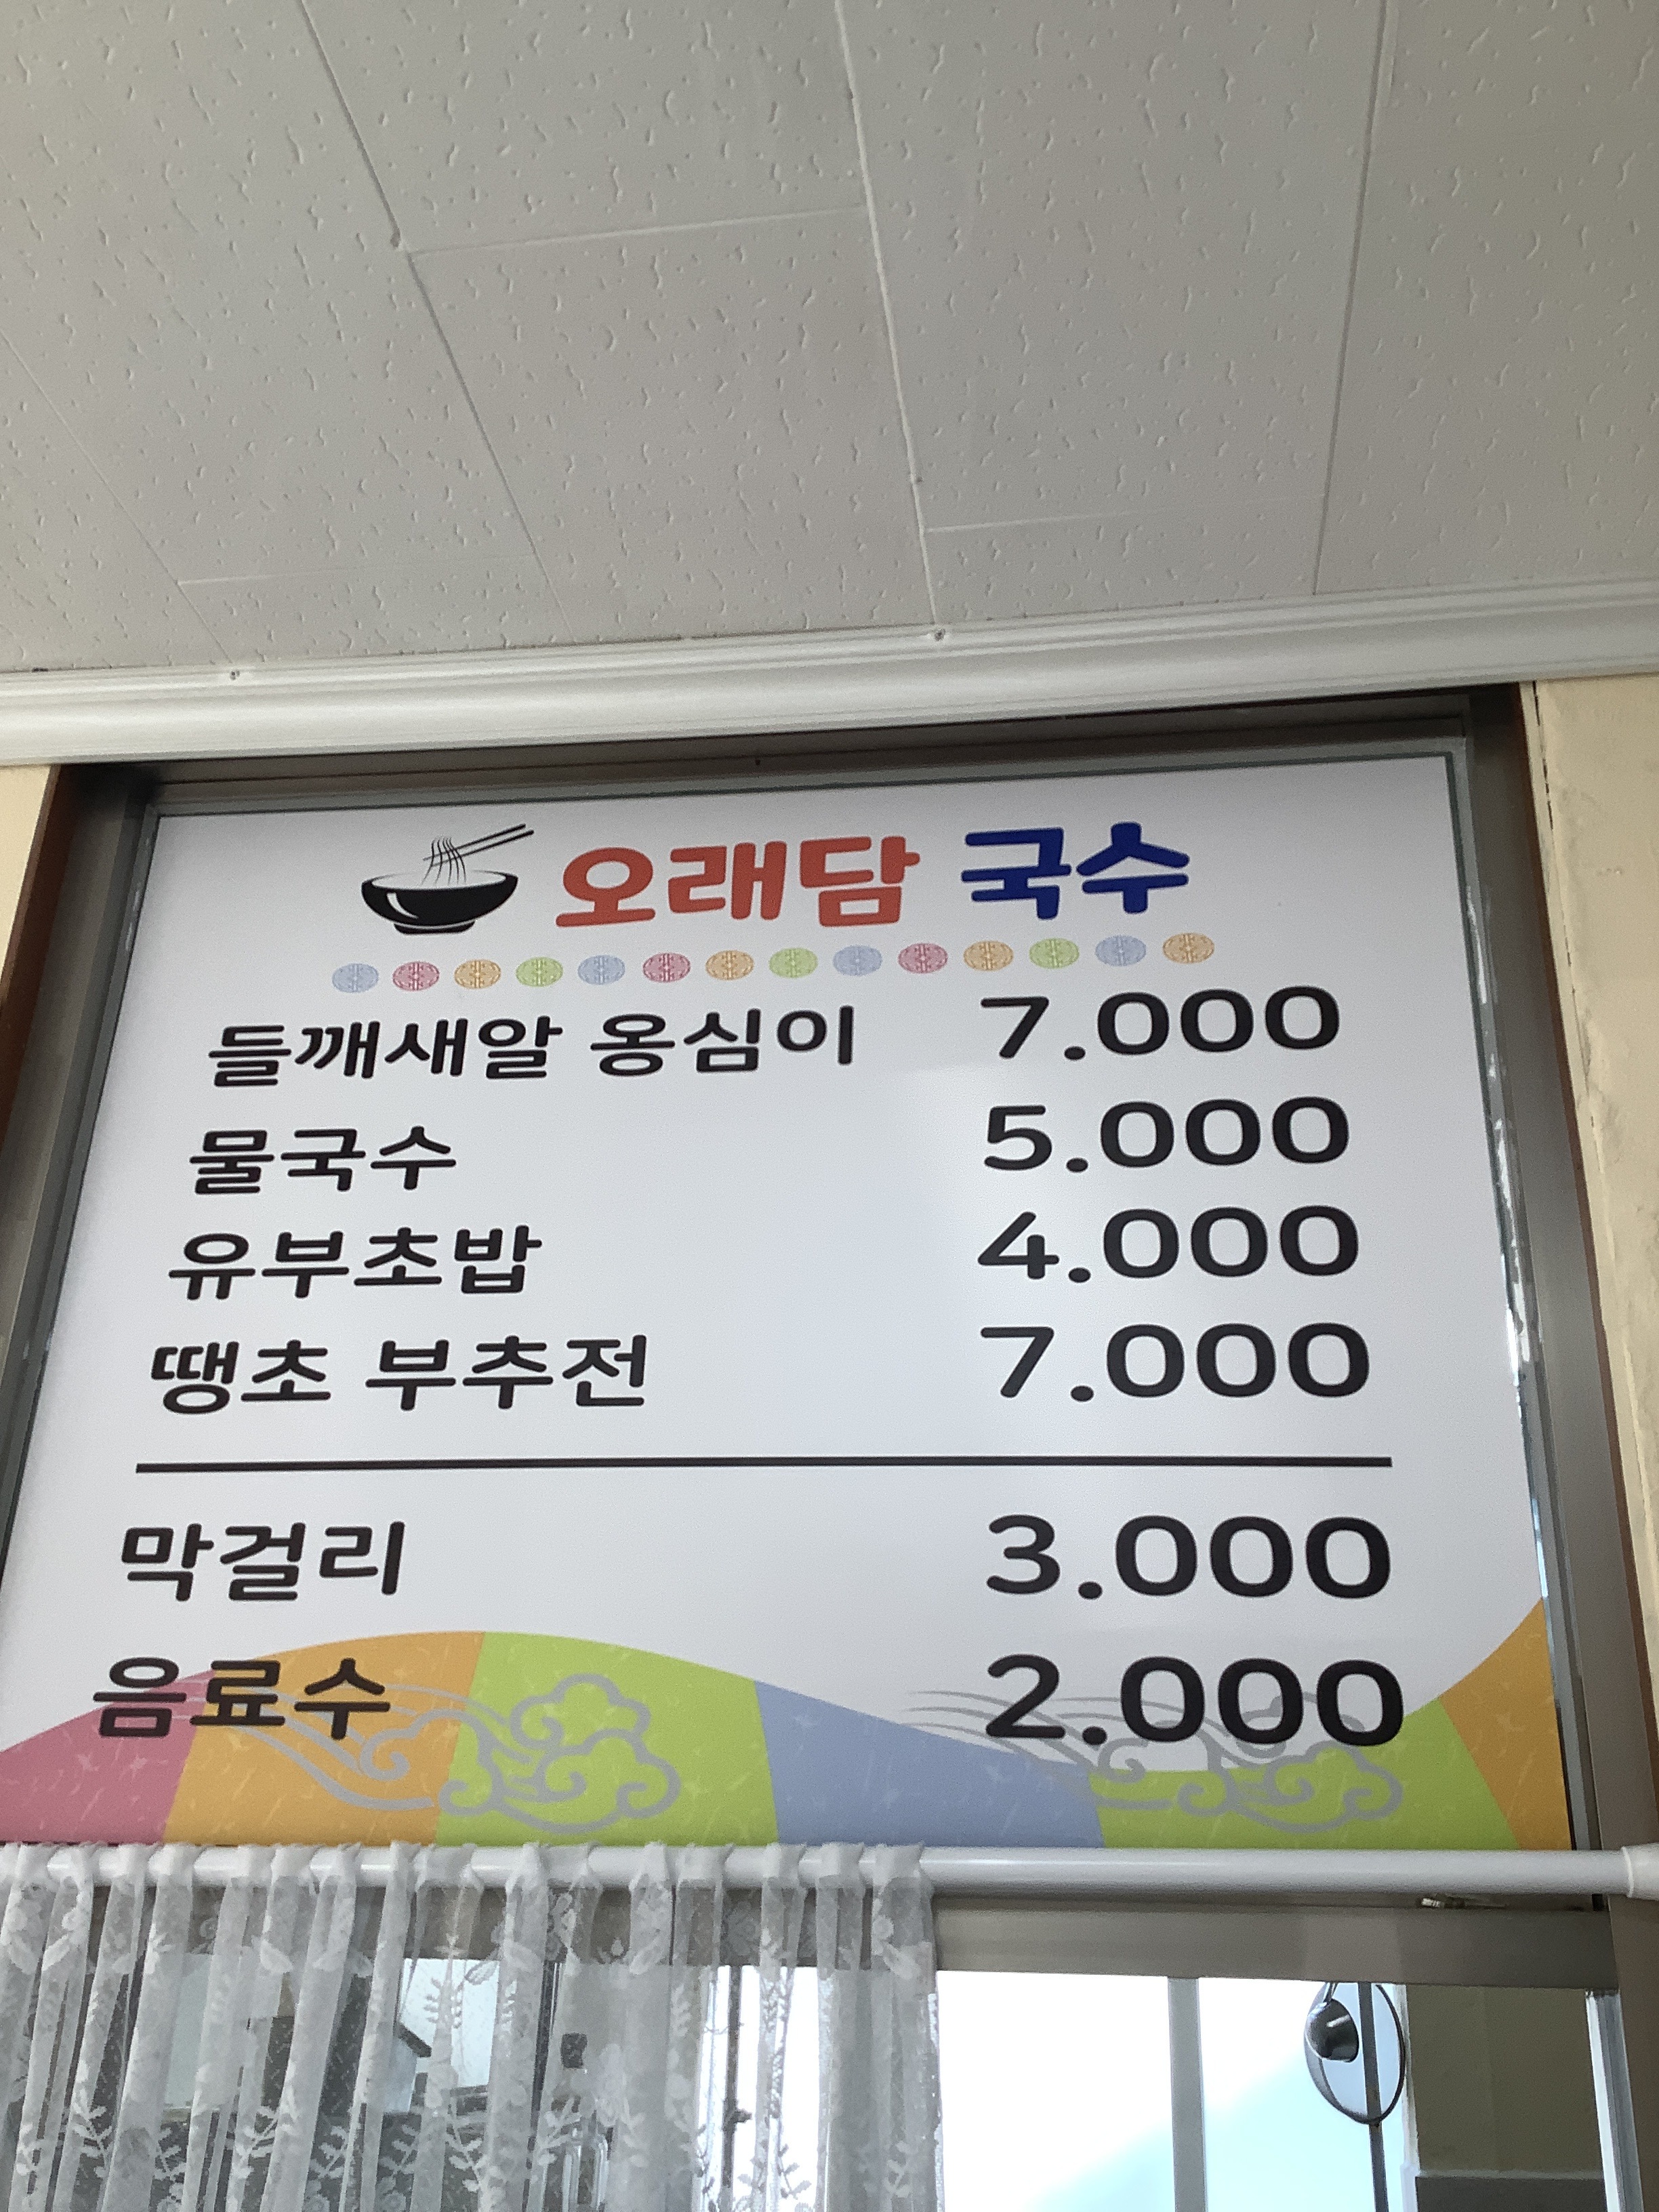 오래담 국수
들깨새알 옹심이 7.000
물국수 5.000
유부초밥 4.000
땡초 부추전 7.000
막걸리 3.000
음료수 2.000